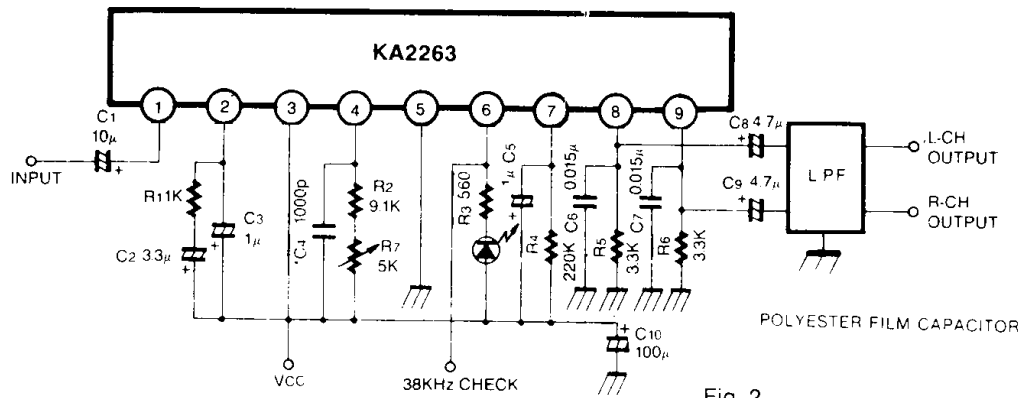 KA2263
1 2 3 4 5 6 7 8 9
C1
10μ
+
INPUT
R1 1K
C2 3.3μ
+
C3
1μ
+
*C4 1000p
R2
9.1K
R7
5K
R3 560
1μ C5
+
R4
220K
C6 0.015μ
R5
3.3K
C7 0.015μ
R6
3.3K
C8 4.7μ
+
C9 4.7μ
+
LPF
L-CH
OUTPUT
R-CH
OUTPUT
+
C10
100μ
VCC
38KHz CHECK
POLYESTER FILM CAPACITOR
Fig. 2